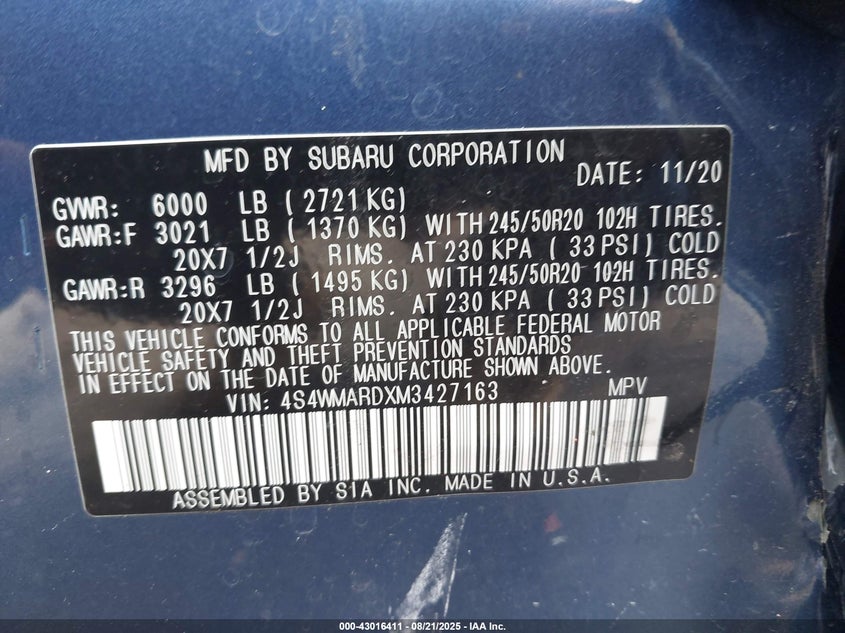 MFD BY SUBARU CORPORATION
DATE: 11/20
GVWR: 6000 LB ( 2721 KG)
GAWR:F 3021 LB ( 1370 KG) WITH 245/50R20 102H TIRES.
20X7 1/2J RIMS. AT 230 KPA ( 33 PSI) COLD
GAWR:R 3296 LB ( 1495 KG) WITH 245/50R20 102H TIRES.
20X7 1/2J RIMS. AT 230 KPA ( 33 PSI) COLD
THIS VEHICLE CONFORMS TO ALL APPLICABLE FEDERAL MOTOR
VEHICLE SAFETY AND THEFT PREVENTION STANDARDS
IN EFFECT ON THE DATE OF MANUFACTURE SHOWN ABOVE.
VIN: 4S4WMARDXM3427163 MPV
ASSEMBLED BY SIA INC. MADE IN U.S.A.
000-43016411 - 08/21/2025 - IAA Inc.